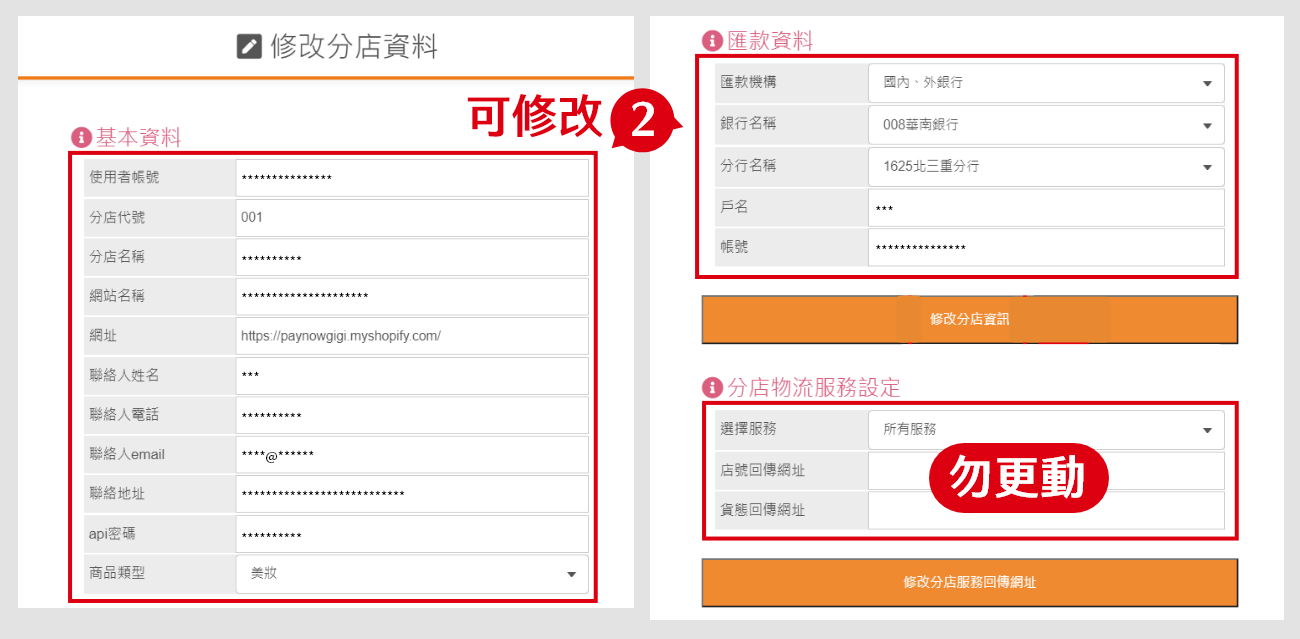 修改分店資料
可修改 2
基本資料
使用者帳號 ***************
分店代號 001
分店名稱 **********
網站名稱 *********************
網址 https://paynowgigi.myshopify.com/
聯絡人姓名 ***
聯絡人電話 **********
聯絡人email ****@******
聯絡地址 ***************************
api密碼 **********
商品類型 美妝
匯款資料
匯款機構 國內、外銀行
銀行名稱 008華南銀行
分行名稱 1625北三重分行
戶名 ***
帳號 ***************
修改分店資訊
分店物流服務設定
選擇服務 所有服務
店號回傳網址
貨態回傳網址
勿更動
修改分店服務回傳網址